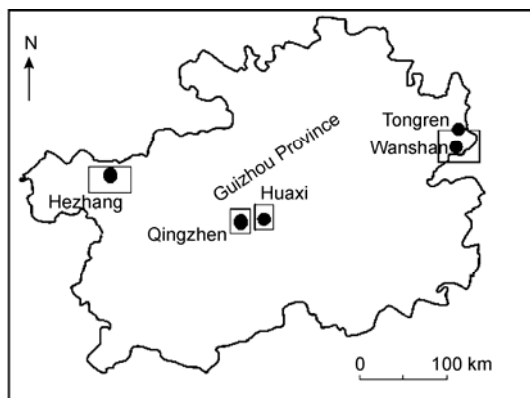 N
Tongren
Wanshan
Guizhou Province
Hezhang
Huaxi
Qingzhen
0 100 km